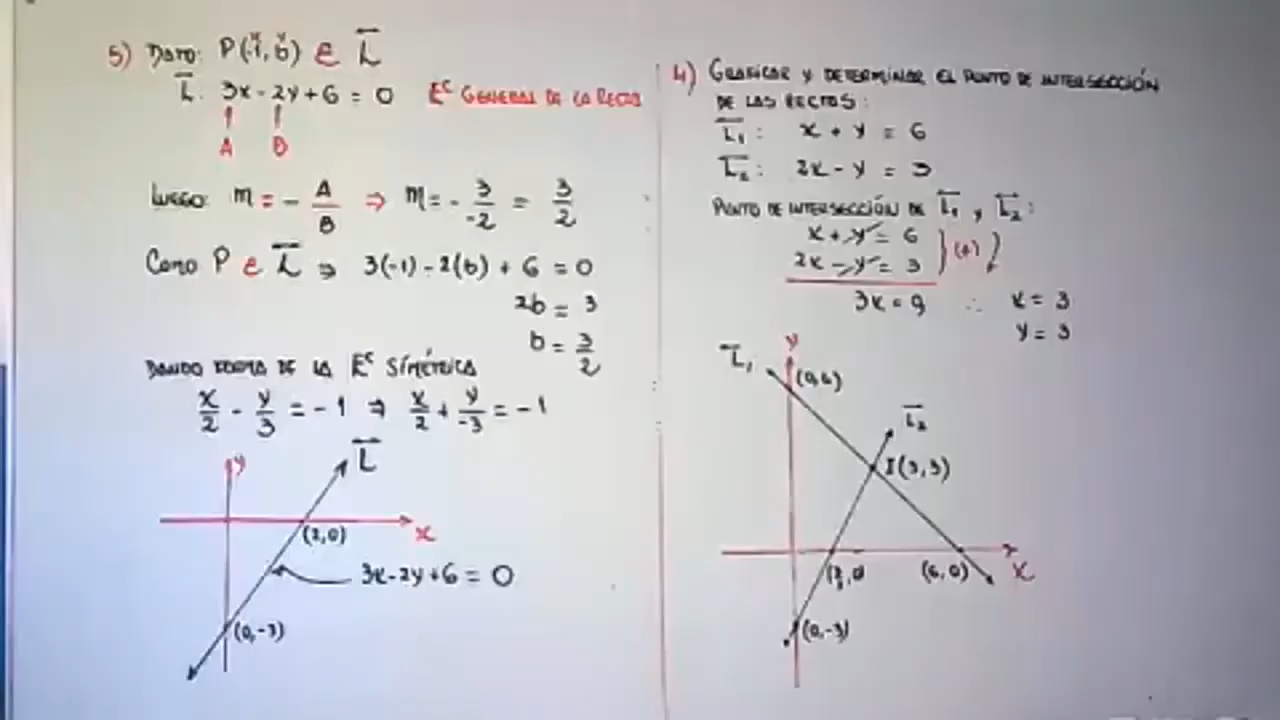 5) DATO: P(-1, b) ∈ L
L: 3x - 2y + 6 = 0 Eᶜ GENERAL DE LA RECTA
A B
LUEGO: m = - A/B ⇒ m = - 3/-2 = 3/2
COMO P ∈ L ⇒ 3(-1) - 2(b) + 6 = 0
2b = 3
b = 3/2
DANDO FORMA DE LA Eᶜ SIMÉTRICA
x/2 - y/3 = -1 ⇒ x/2 + y/-3 = -1
y
L
x
(2,0)
3x - 2y + 6 = 0
(0,-3)
4) GRAFICAR Y DETERMINAR EL PUNTO DE INTERSECCIÓN
DE LAS RECTAS:
L₁: x + y = 6
L₂: 2x - y = 3
PUNTO DE INTERSECCIÓN DE L₁ y L₂:
x + y = 6
2x - y = 3 } (+)
3x = 9 ∴ x = 3
y = 3
L₁
y
(0,6)
L₂
I(3,3)
(6,0)
x
(0,-3)